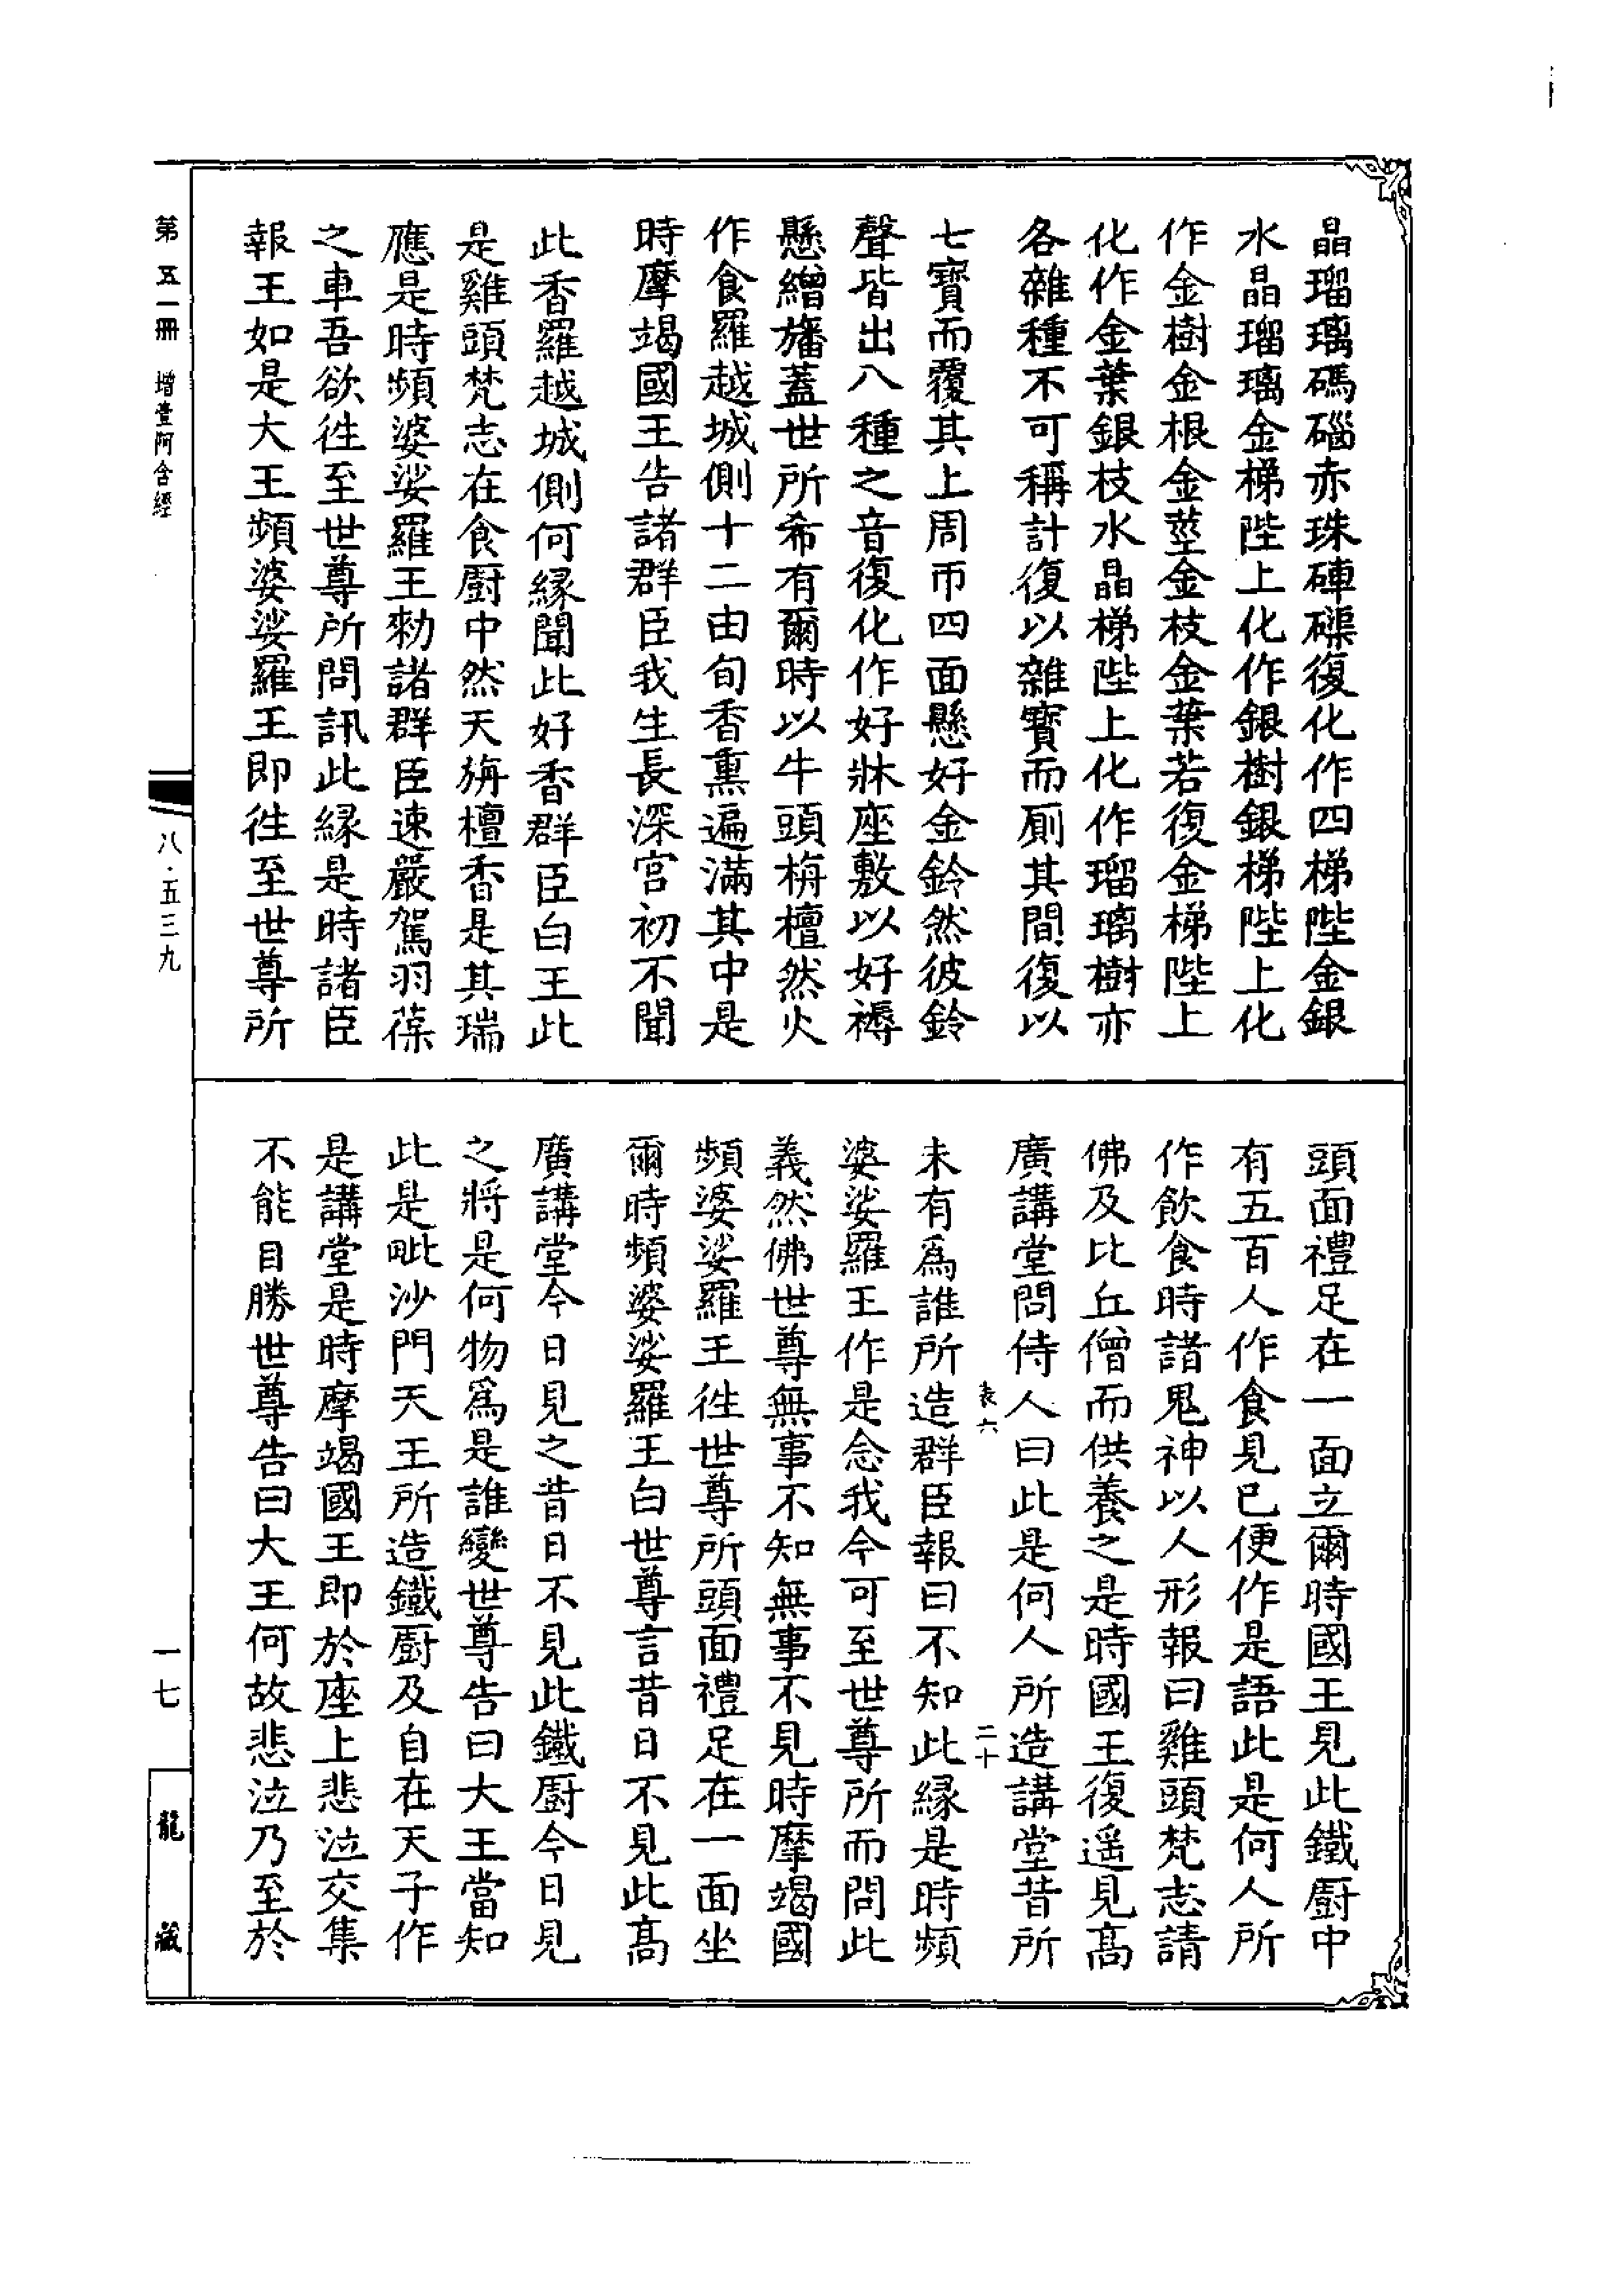 晶瑠璃碼碯赤珠硨磲復化作四梯陛金銀
水晶瑠璃金梯陛上化作銀樹銀梯陛上化
作金樹金根金莖金枝金葉若復金梯陛上
化作金葉銀枝水晶梯陛上化作瑠璃樹亦
各雜種不可稱計復以雜寶而厠其間復以
七寶而覆其上周帀四面懸好金鈴然彼鈴
聲皆出八種之音復化作好牀座敷以好褥
懸繒旛蓋世所希有爾時以牛頭栴檀然火
作食羅越城側十二由旬香熏遍滿其中是
時摩竭國王告諸群臣我生長深宮初不聞
此香羅越城側何緣聞此好香群臣白王此
是雞頭梵志在食廚中然天栴檀香是其瑞
應是時頻婆娑羅王勑諸群臣速嚴駕羽葆
之車吾欲徃至世尊所問訊此緣是時諸臣
報王如是大王頻婆娑羅王即徃至世尊所
頭面禮足在一面立爾時國王見此鐵廚中
有五百人作食見已便作是語此是何人所
作飲食時諸鬼神以人形報曰雞頭梵志請
佛及比丘僧而供養之是時國王復遥見高
廣講堂問侍人曰此是何人所造講堂昔所
表六 二十
未有為誰所造群臣報曰不知此緣是時頻
婆娑羅王作是念我今可至世尊所而問此
義然佛世尊無事不知無事不見時摩竭國
頻婆娑羅王徃世尊所頭面禮足在一面坐
爾時頻婆娑羅王白世尊言昔日不見此高
廣講堂今日見之昔日不見此鐵廚今日見
之將是何物為是誰變世尊告曰大王當知
此是毗沙門天王所造鐵廚及自在天子作
是講堂是時摩竭國王即於座上悲泣交集
不能自勝世尊告曰大王何故悲泣乃至於
第五一冊 增壹阿含經
八·五三九
一七
龍藏